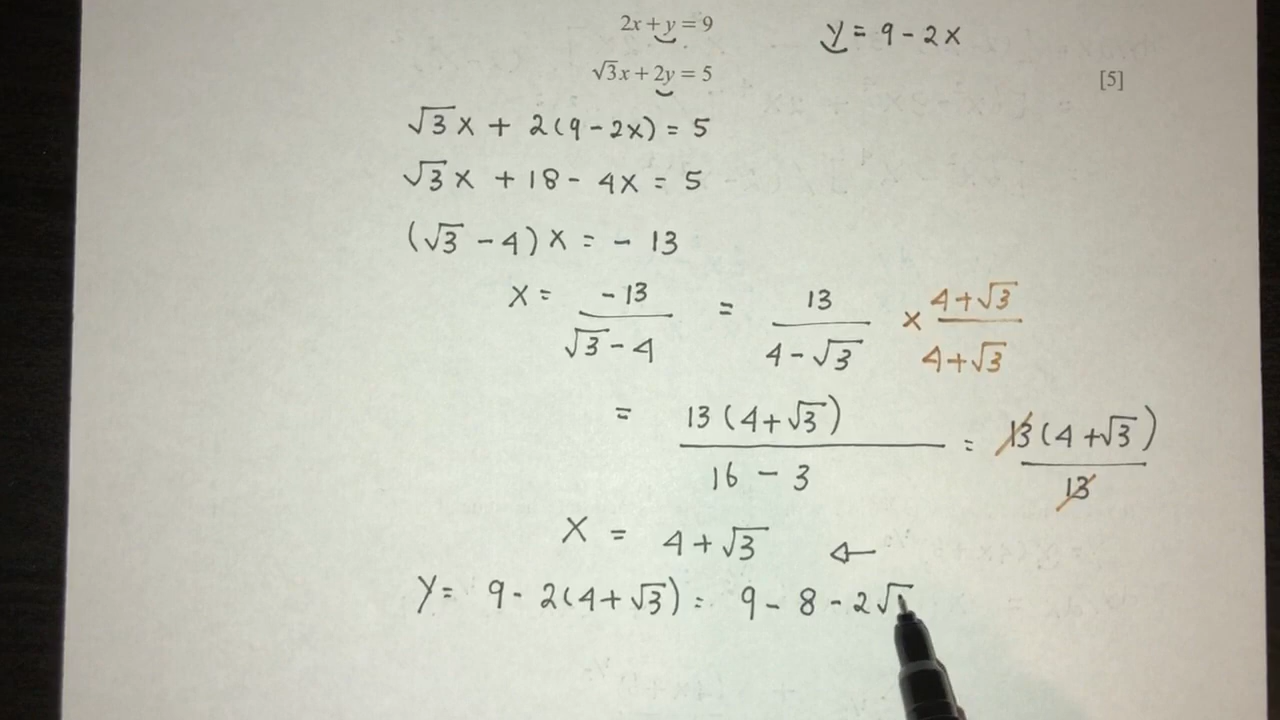 2x + y = 9 y = 9 - 2x
√3x + 2y = 5 [5]
√3 x + 2(9 - 2x) = 5
√3 x + 18 - 4x = 5
(√3 - 4) x = - 13
x = -13 / √3 - 4 = 13 / 4 - √3 × 4+√3 / 4+√3
= 13 (4+√3) / 16 - 3 = 13(4+√3) / 13
x = 4+√3 ←
y = 9 - 2(4+√3) = 9 - 8 - 2√